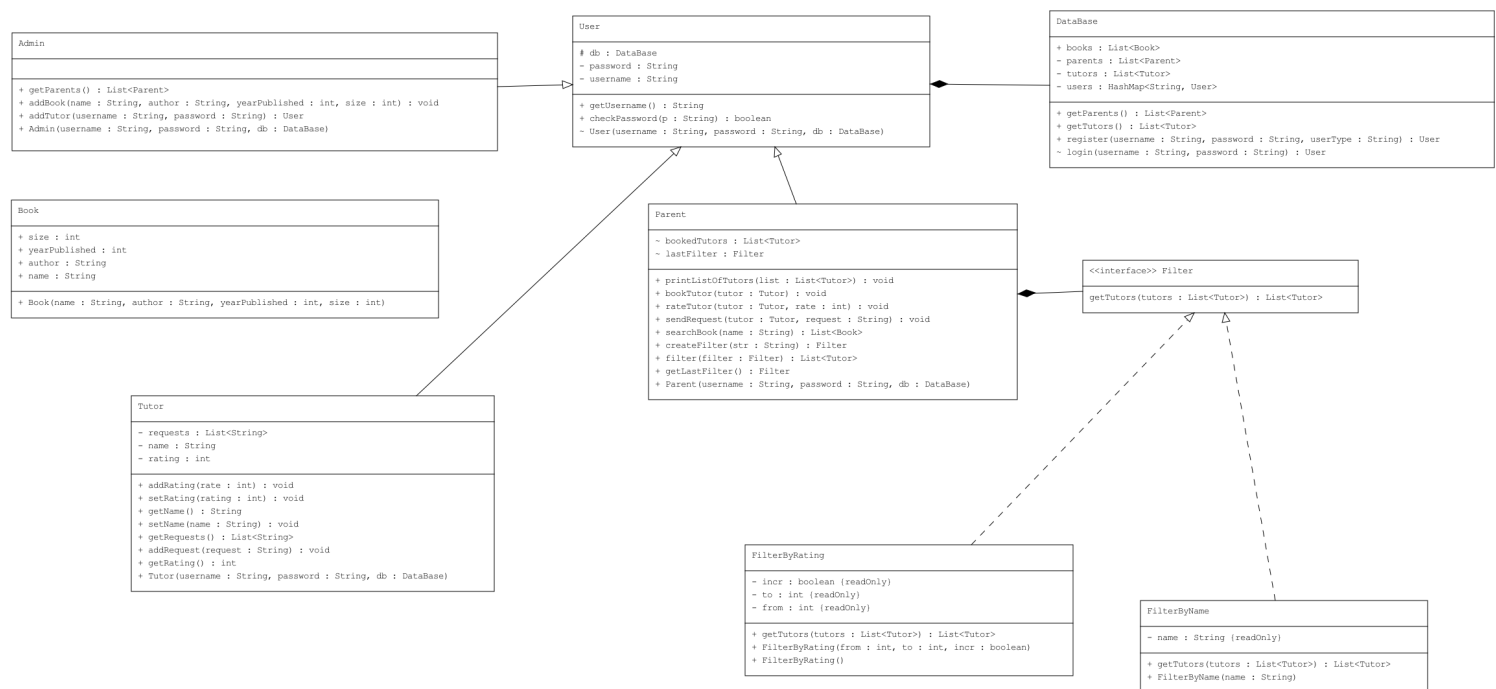 Admin
+ getParents() : List<Parent>
+ addBook(name : String, author : String, yearPublished : int, size : int) : void
+ addTutor(username : String, password : String) : User
+ Admin(username : String, password : String, db : DataBase)
User
# db : DataBase
- password : String
- username : String
+ getUsername() : String
+ checkPassword(p : String) : boolean
~ User(username : String, password : String, db : DataBase)
DataBase
+ books : List<Book>
- parents : List<Parent>
- tutors : List<Tutor>
- users : HashMap<String, User>
+ getParents() : List<Parent>
+ getTutors() : List<Tutor>
+ register(username : String, password : String, userType : String) : User
~ login(username : String, password : String) : User
Book
+ size : int
+ yearPublished : int
+ author : String
+ name : String
+ Book(name : String, author : String, yearPublished : int, size : int)
Parent
~ bookedTutors : List<Tutor>
~ lastFilter : Filter
+ printListOfTutors(list : List<Tutor>) : void
+ bookTutor(tutor : Tutor) : void
+ rateTutor(tutor : Tutor, rate : int) : void
+ sendRequest(tutor : Tutor, request : String) : void
+ searchBook(name : String) : List<Book>
+ createFilter(str : String) : Filter
+ filter(filter : Filter) : List<Tutor>
+ getLastFilter() : Filter
+ Parent(username : String, password : String, db : DataBase)
<<interface>> Filter
getTutors(tutors : List<Tutor>) : List<Tutor>
Tutor
- requests : List<String>
- name : String
- rating : int
+ addRating(rate : int) : void
+ setRating(rating : int) : void
+ getName() : String
+ setName(name : String) : void
+ getRequests() : List<String>
+ addRequest(request : String) : void
+ getRating() : int
+ Tutor(username : String, password : String, db : DataBase)
FilterByRating
- incr : boolean {readOnly}
- to : int {readOnly}
- from : int {readOnly}
+ getTutors(tutors : List<Tutor>) : List<Tutor>
+ FilterByRating(from : int, to : int, incr : boolean)
+ FilterByRating()
FilterByName
- name : String {readOnly}
+ getTutors(tutors : List<Tutor>) : List<Tutor>
+ FilterByName(name : String)